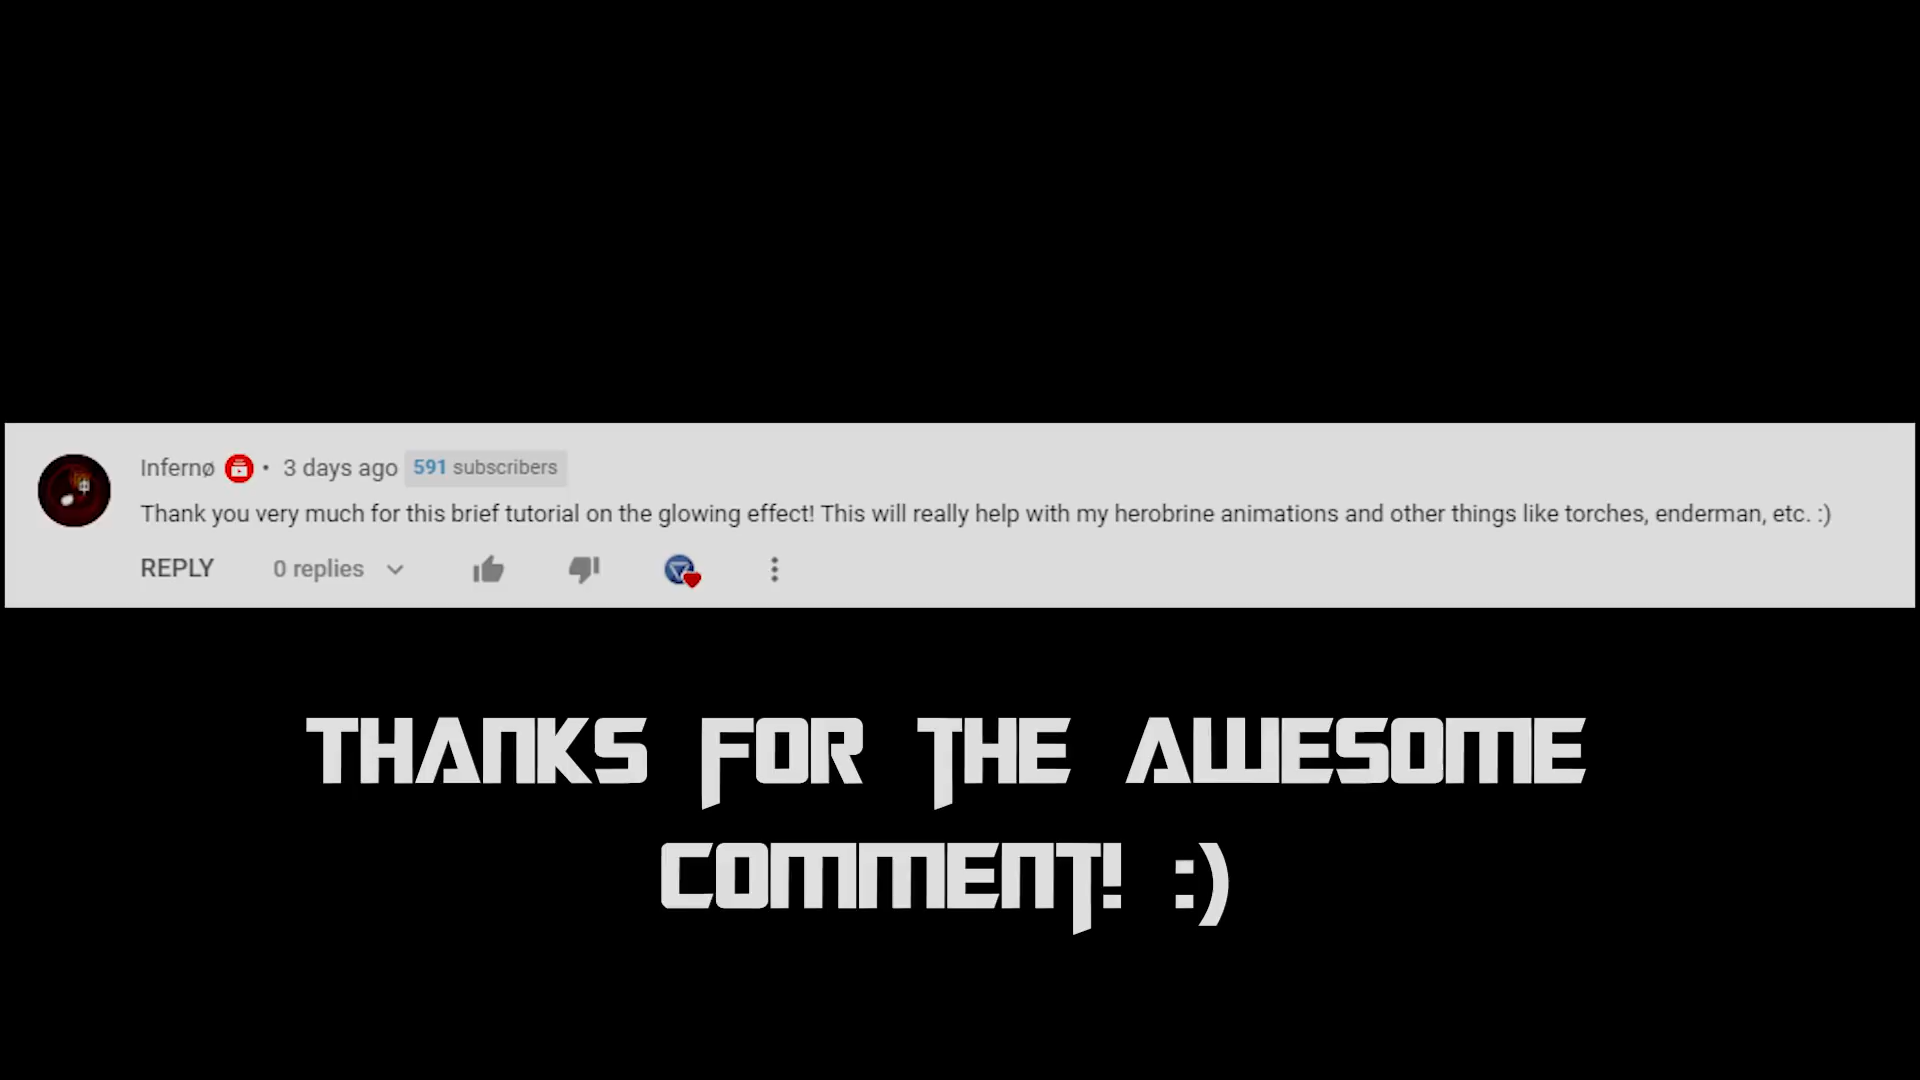 Infernø • 3 days ago 591 subscribers
Thank you very much for this brief tutorial on the glowing effect! This will really help with my herobrine animations and other things like torches, enderman, etc. :)
REPLY 0 replies
THANKS FOR THE AWESOME
COMMENT! :)